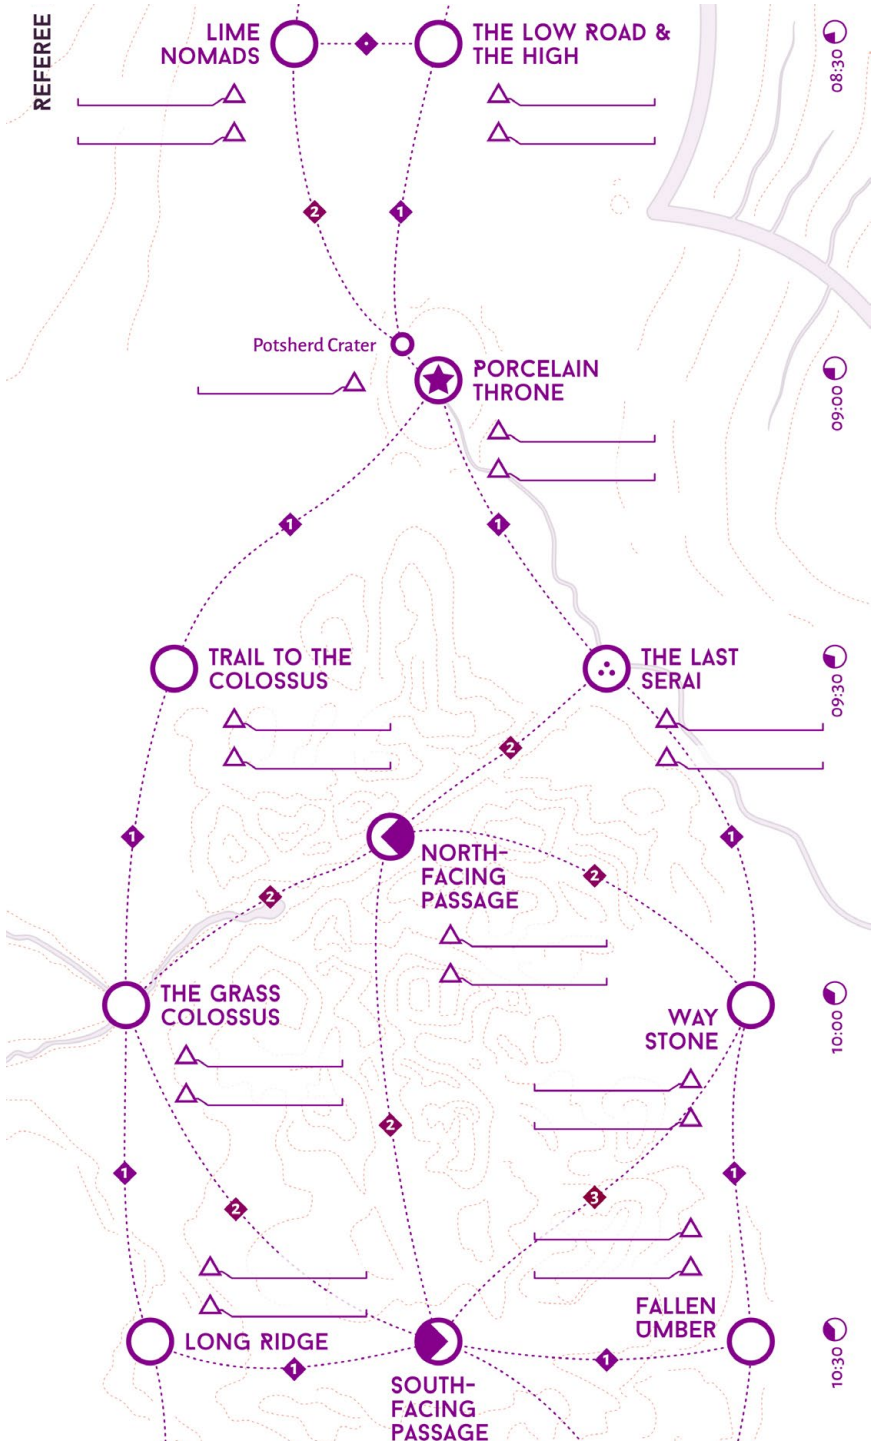 REFEREE
LIME
NOMADS
THE LOW ROAD &
THE HIGH
08:30
2
1
Potsherd Crater
PORCELAIN
THRONE
09:00
1
1
TRAIL TO THE
COLOSSUS
THE LAST
SERAI
09:30
2
1
1
NORTH-
FACING
PASSAGE
2
2
THE GRASS
COLOSSUS
WAY
STONE
10:00
2
1
1
3
2
FALLEN
UMBER
LONG RIDGE
10:30
1
1
SOUTH-
FACING
PASSAGE